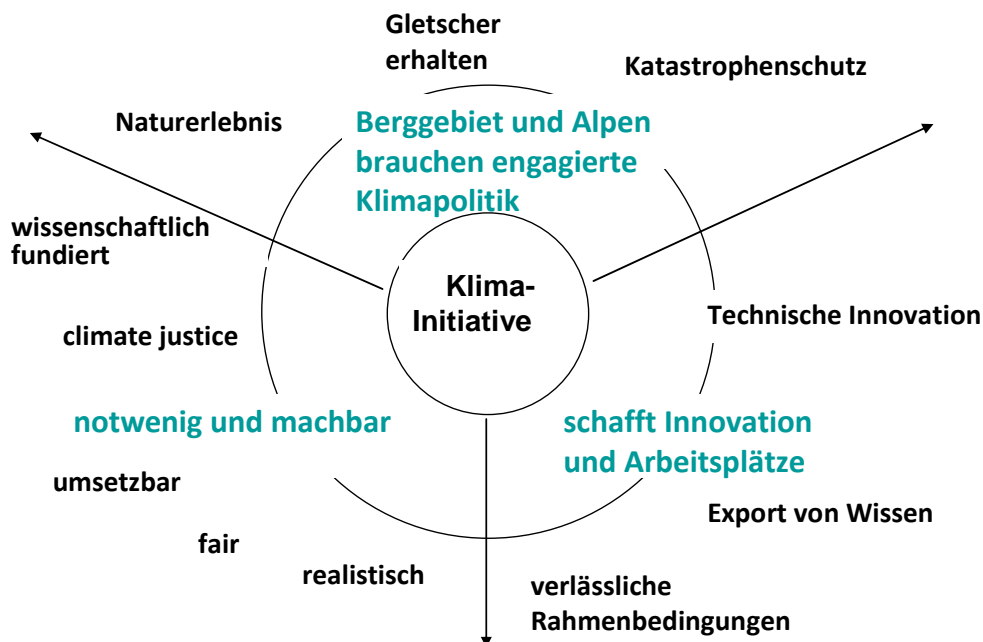 Gletscher
erhalten
Katastrophenschutz
Naturerlebnis
Berggebiet und Alpen
brauchen engagierte
Klimapolitik
wissenschaftlich
fundiert
Klima-
Initiative
Technische Innovation
climate justice
notwenig und machbar
schafft Innovation
und Arbeitsplätze
umsetzbar
Export von Wissen
fair
realistisch
verlässliche
Rahmenbedingungen